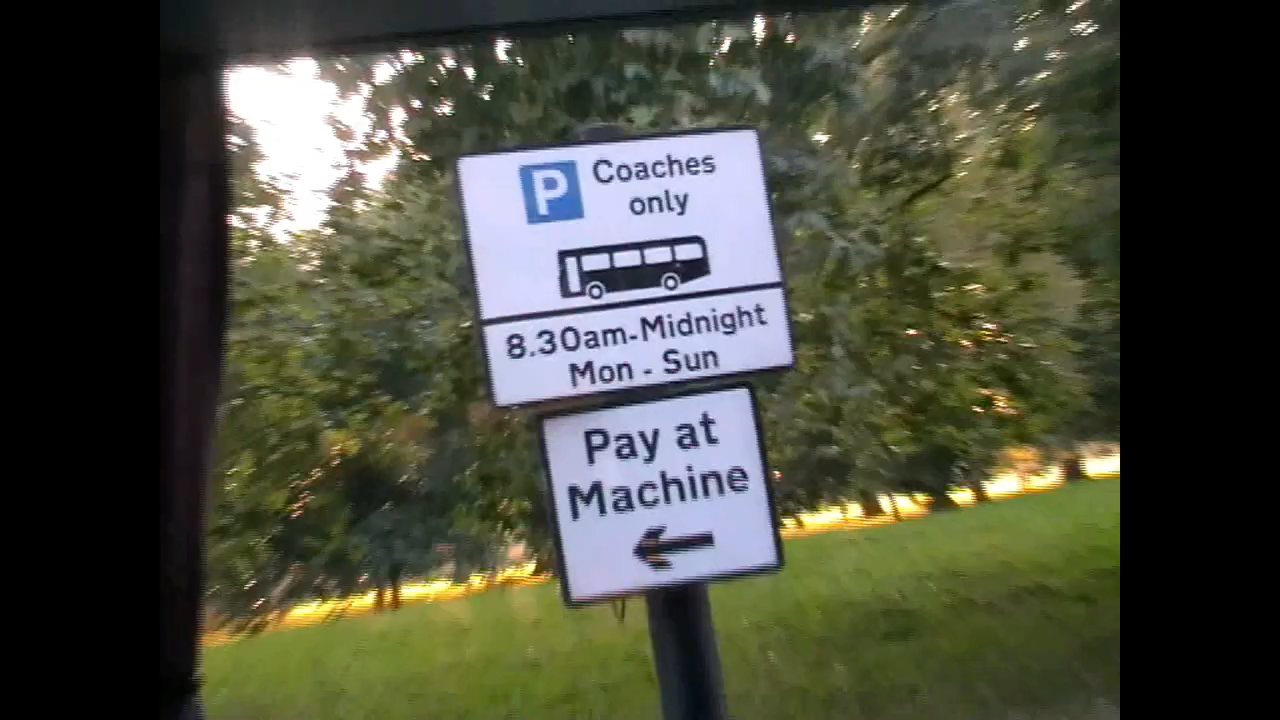 P Coaches
only
8.30am-Midnight
Mon - Sun
Pay at
Machine